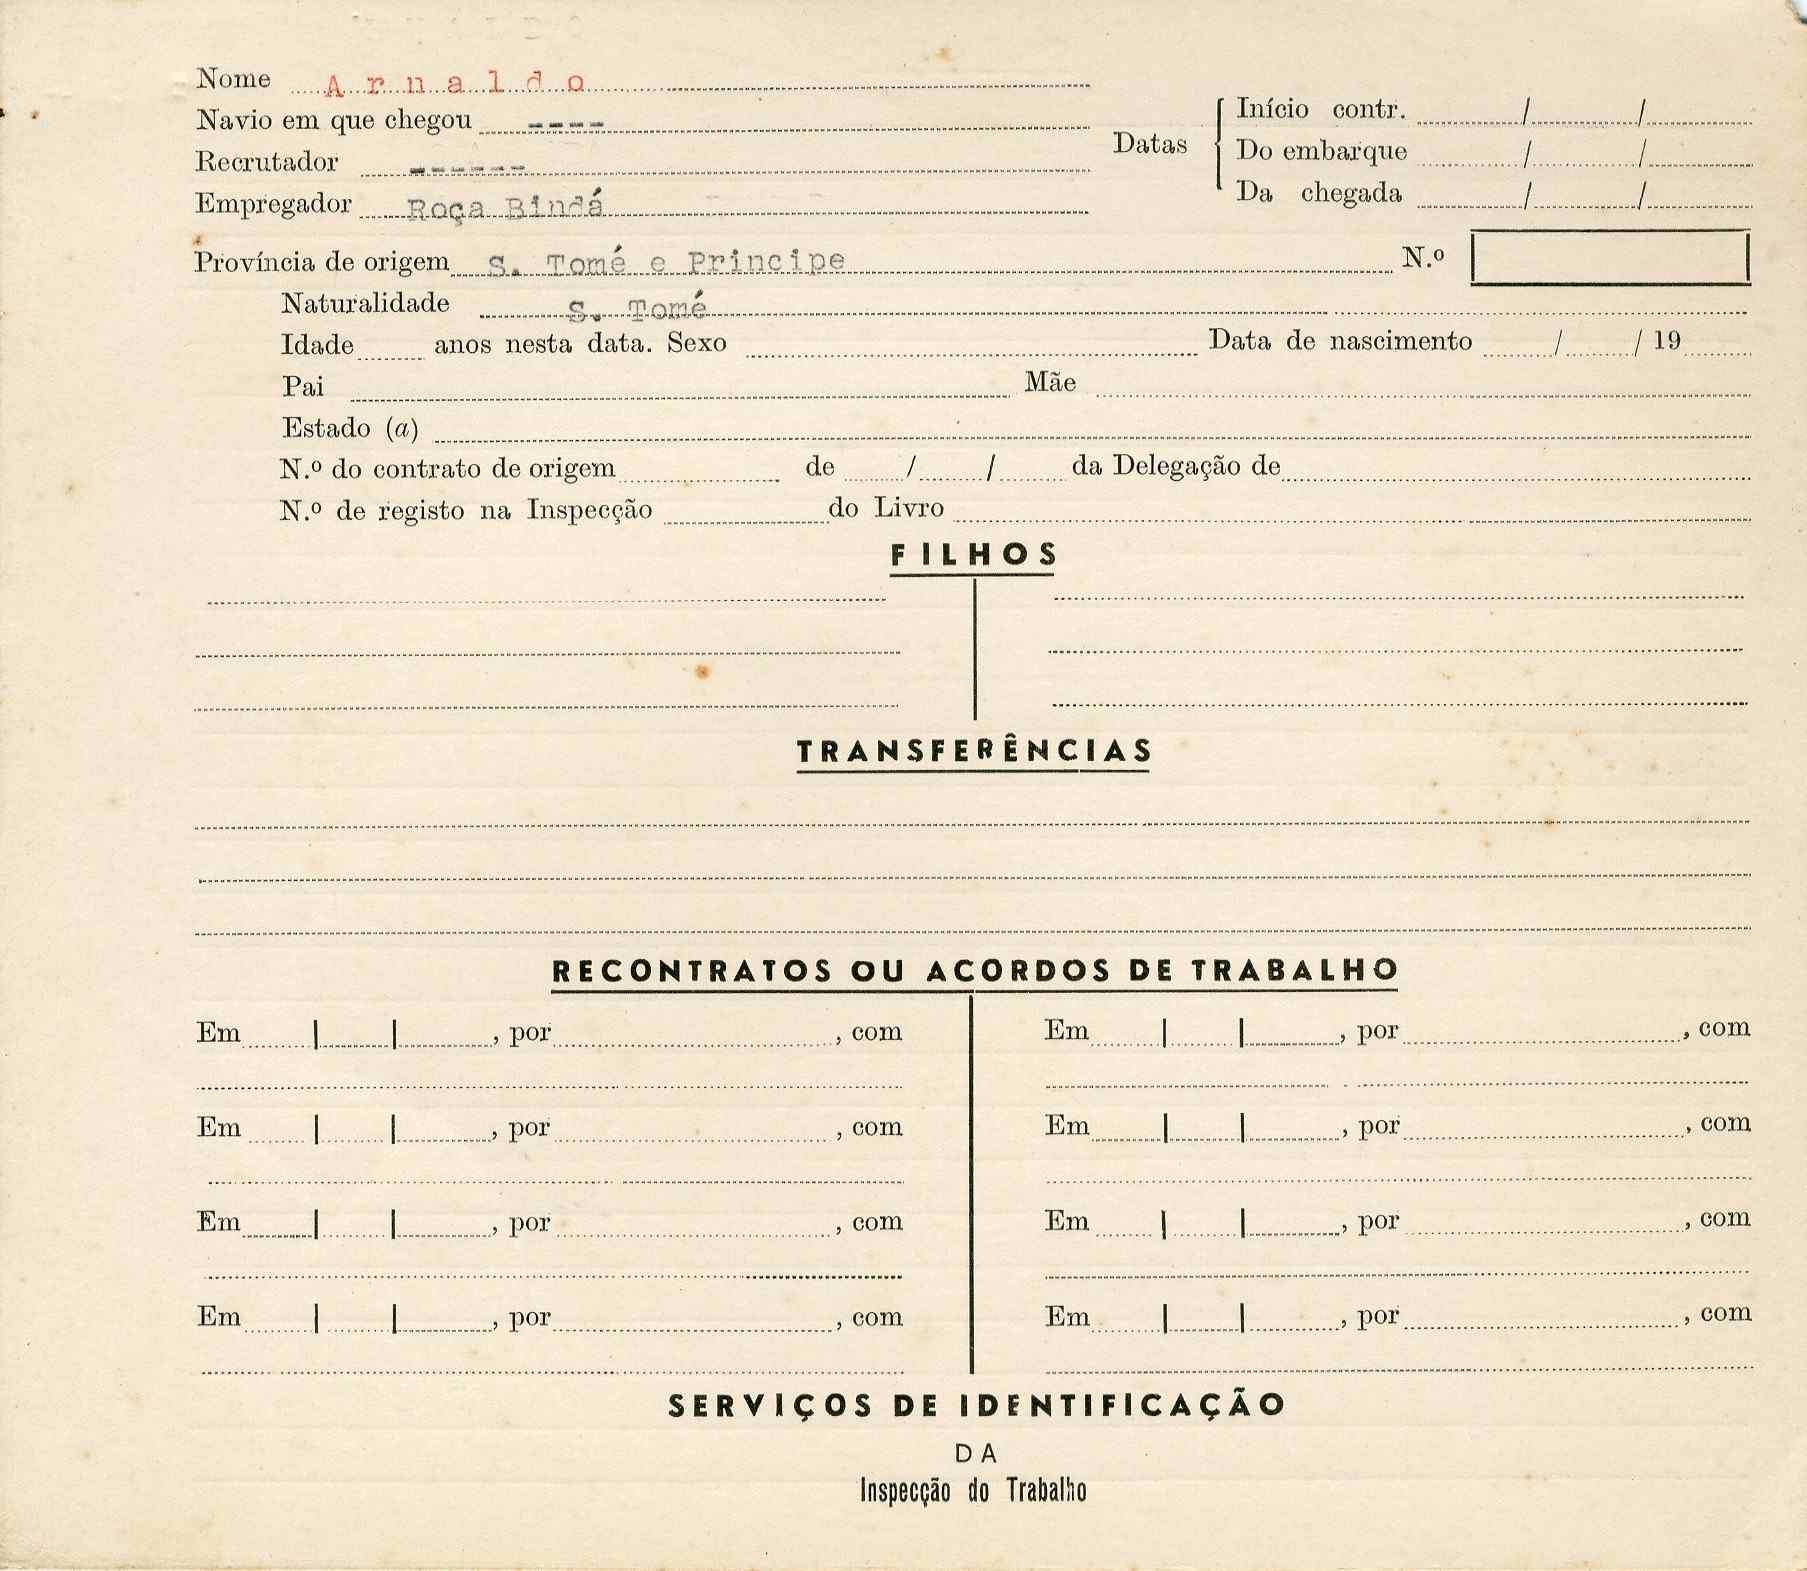 Nome Arnaldo
Navio em que chegou ----
Recrutador ------
Empregador Roça Bindá
Datas
Início contr. / /
Do embarque / /
Da chegada / /
Província de origem S. Tomé e Principe N.º
Naturalidade S. Tomé
Idade anos nesta data. Sexo Data de nascimento / / 19
Pai Mãe
Estado (a)
N.º do contrato de origem de / / da Delegação de
N.º de registo na Inspecção do Livro
FILHOS
TRANSFERÊNCIAS
RECONTRATOS OU ACORDOS DE TRABALHO
Em | | , por , com Em | | , por , com
Em | | , por , com Em | | , por , com
Em | | , por , com Em | | , por , com
Em | | , por , com Em | | , por , com
SERVIÇOS DE IDENTIFICAÇÃO
DA
Inspecção do Trabalho